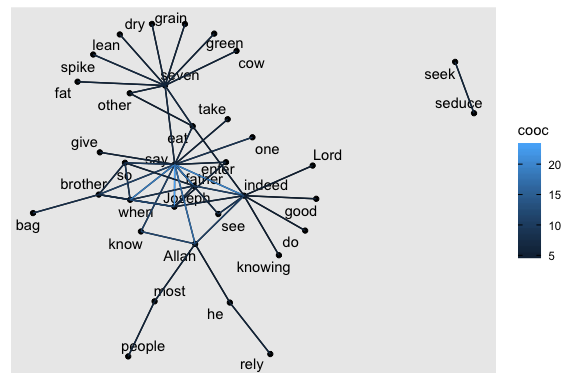 grain
dry
green
lean
cow
spike
seven
seek
fat
other
seduce
take
eat
cooc
give
one
say
20
Lord
so
enter
father
brother
indeed
15
Joseph
when
good
10
bag
see
know
do
5
Allan
knowing
most
he
people
rely